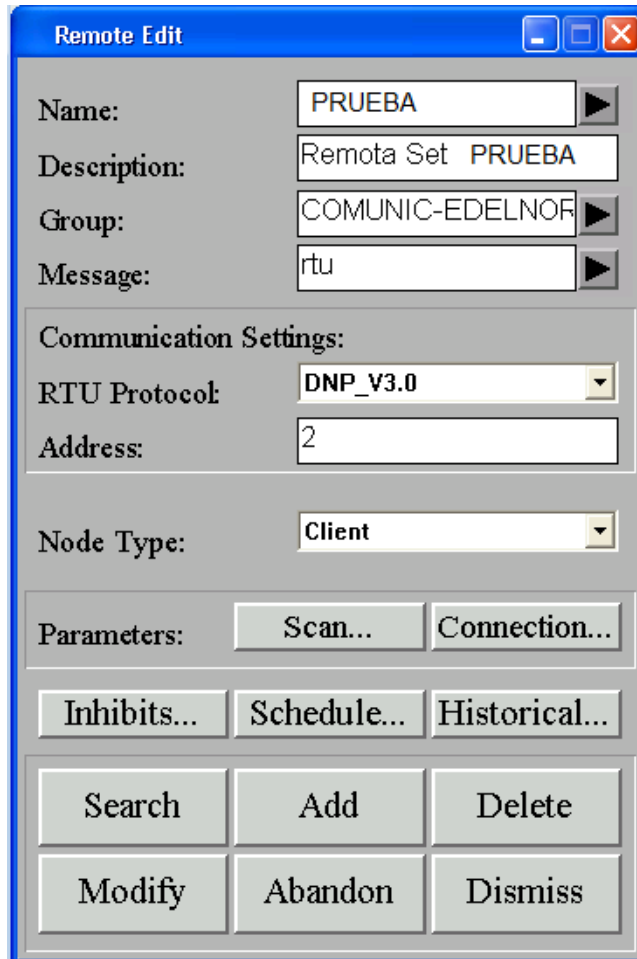 Remote Edit
Name: PRUEBA
Description: Remota Set PRUEBA
Group: COMUNIC-EDELNOR
Message: rtu
Communication Settings:
RTU Protocol: DNP_V3.0
Address: 2
Node Type: Client
Parameters: Scan... Connection...
Inhibits... Schedule... Historical...
Search Add Delete
Modify Abandon Dismiss